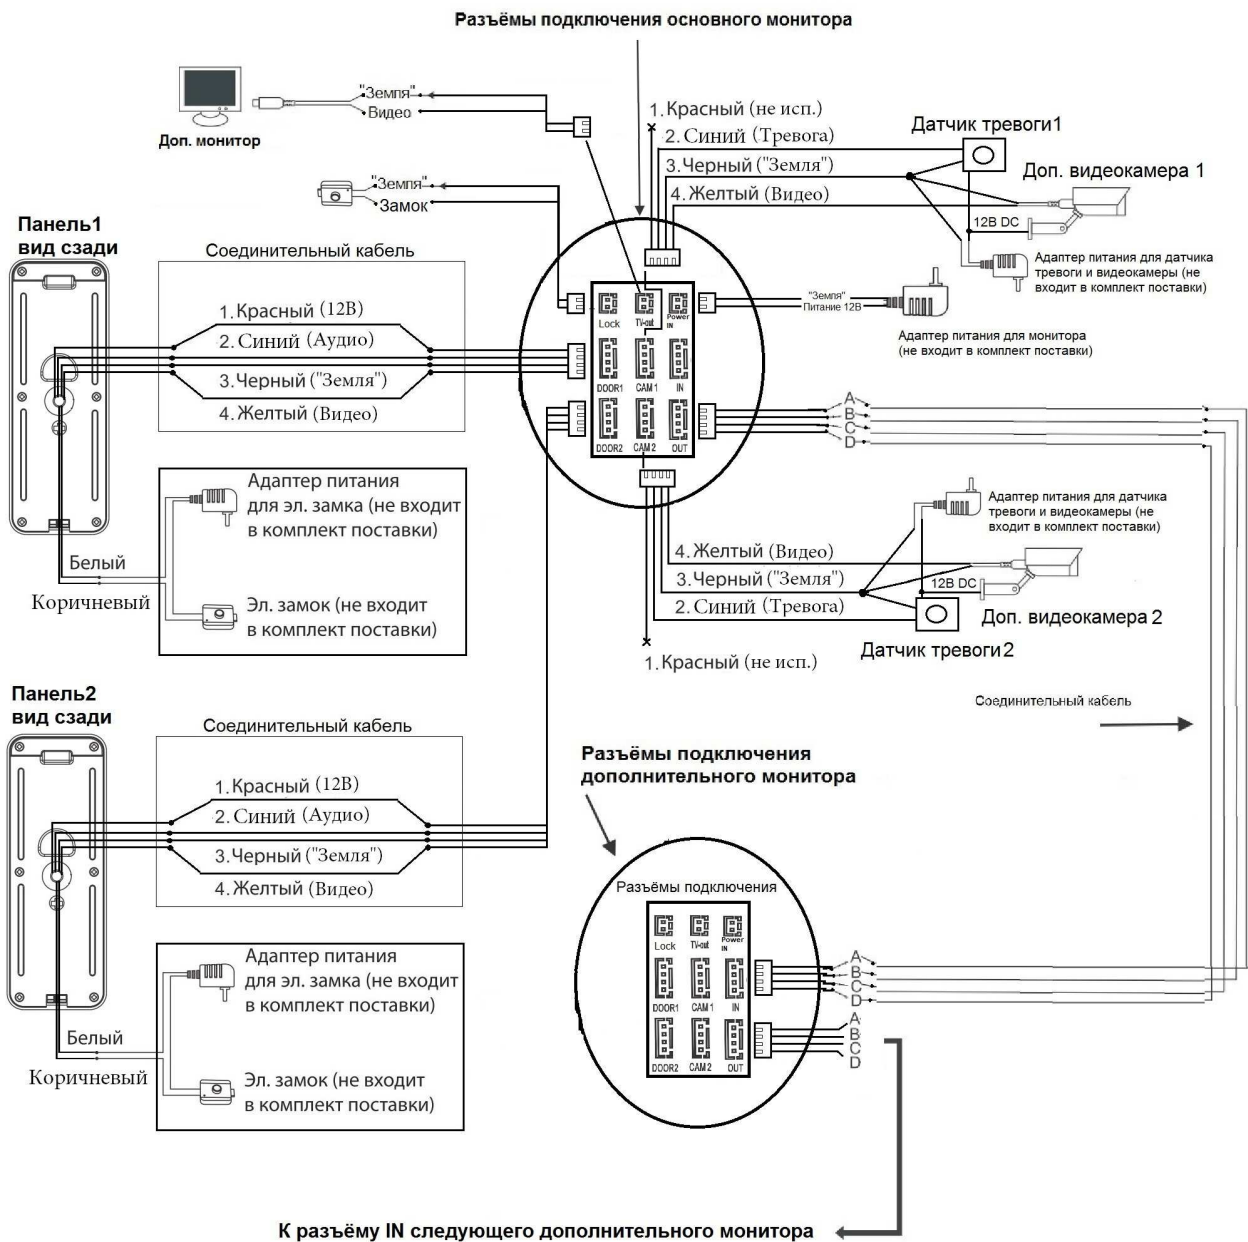 Разъёмы подключения основного монитора
"Земля"
Видео
Доп. монитор
"Земля"
Замок
1. Красный (не исп.)
2. Синий (Тревога)
3. Черный ("Земля")
4. Желтый (Видео)
Датчик тревоги 1
Доп. видеокамера 1
12В DC
Адаптер питания для датчика
тревоги и видеокамеры (не
входит в комплект поставки)
"Земля"
Питание 12В
Адаптер питания для монитора
(не входит в комплект поставки)
Панель1
вид сзади
Соединительный кабель
1. Красный (12В)
2. Синий (Аудио)
3. Черный ("Земля")
4. Желтый (Видео)
Lock
TV-out
Power
IN
DOOR1
CAM 1
IN
DOOR2
CAM 2
OUT
A
B
C
D
Адаптер питания
для эл. замка (не входит
в комплект поставки)
Белый
Коричневый
Эл. замок (не входит
в комплект поставки)
Адаптер питания для датчика
тревоги и видеокамеры (не
входит в комплект поставки)
4. Желтый (Видео)
3. Черный ("Земля")
2. Синий (Тревога)
1. Красный (не исп.)
12В DC
Доп. видеокамера 2
Датчик тревоги 2
Соединительный кабель
Панель2
вид сзади
Соединительный кабель
1. Красный (12В)
2. Синий (Аудио)
3. Черный ("Земля")
4. Желтый (Видео)
Адаптер питания
для эл. замка (не входит
в комплект поставки)
Белый
Коричневый
Эл. замок (не входит
в комплект поставки)
Разъёмы подключения
дополнительного монитора
Разъёмы подключения
Lock
TV-out
Power
IN
DOOR1
CAM 1
IN
DOOR2
CAM 2
OUT
A
B
C
D
A
B
C
D
К разъёму IN следующего дополнительного монитора